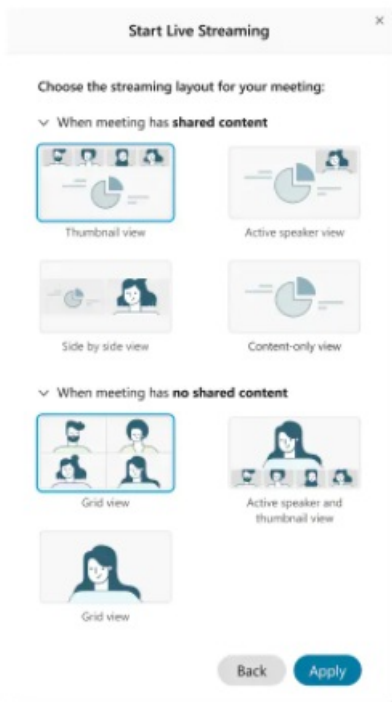 Start Live Streaming
Choose the streaming layout for your meeting:
When meeting has shared content
Thumbnail view
Active speaker view
Side by side view
Content-only view
When meeting has no shared content
Grid view
Active speaker and
thumbnail view
Grid view
Back
Apply